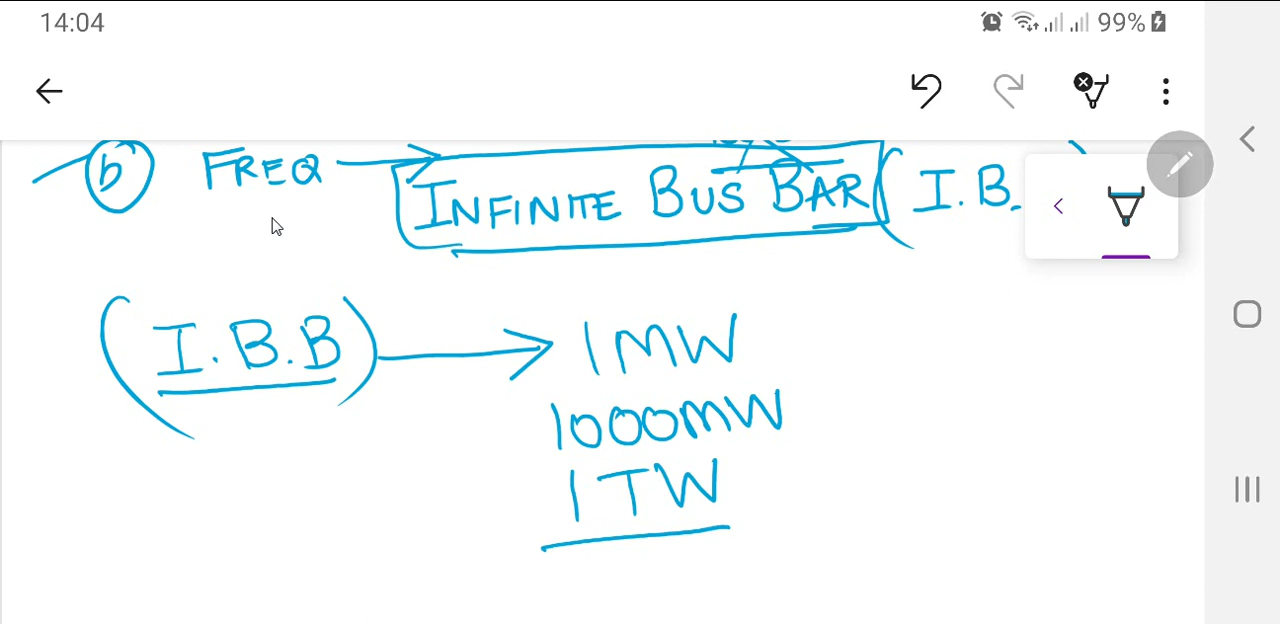 14:04 99%
b FREQ INFINITE BUS BAR ( I.B.
(I.B.B) 1MW
1000MW
1TW